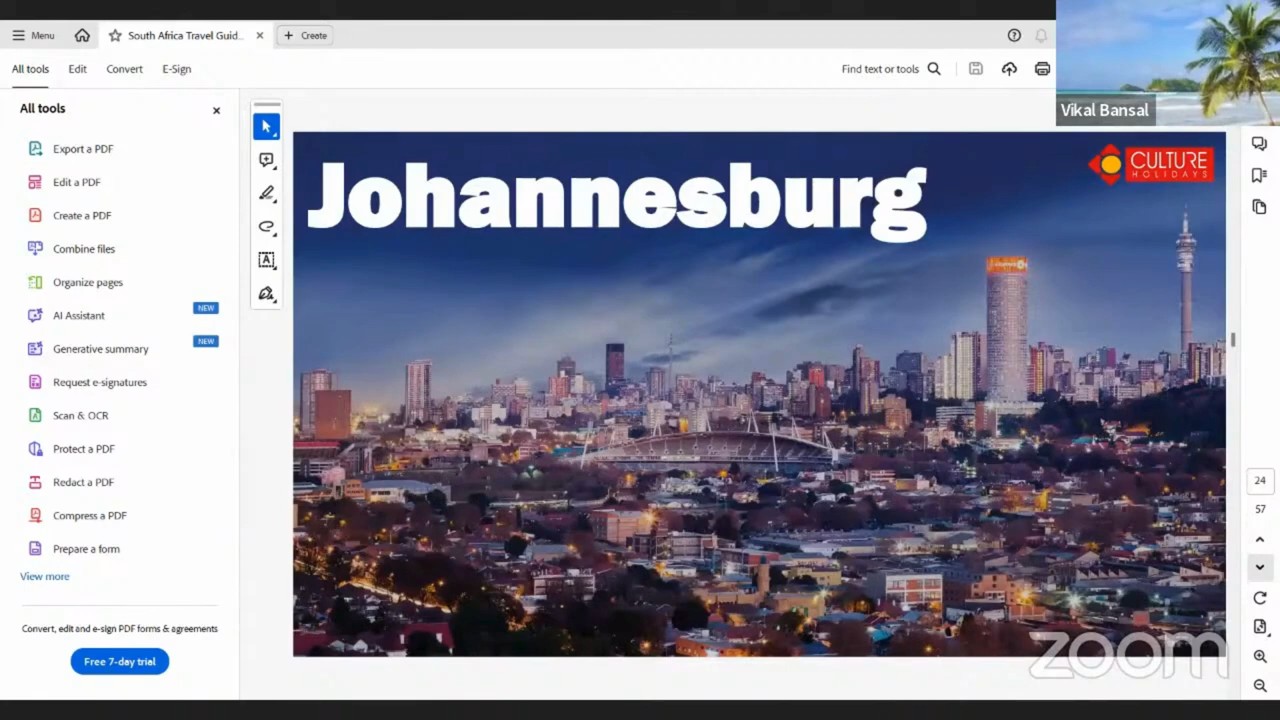 Menu
South Africa Travel Guid...
Create
All tools
Edit
Convert
E-Sign
Find text or tools
Vikal Bansal
All tools
Export a PDF
Edit a PDF
Create a PDF
Combine files
Organize pages
AI Assistant
NEW
Generative summary
NEW
Request e-signatures
Scan & OCR
Protect a PDF
Redact a PDF
Compress a PDF
Prepare a form
View more
Convert, edit and e-sign PDF forms & agreements
Free 7-day trial
Johannesburg
CULTURE
HOLIDAYS
24
57
zoom